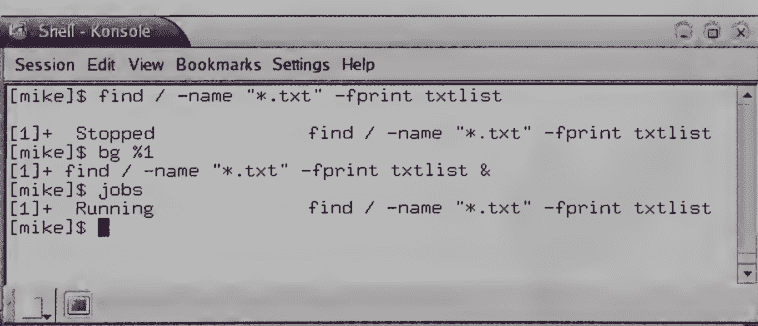 Shell - Konsole
Session Edit View Bookmarks Settings Help
[mike]$ find / -name "*.txt" -fprint txtlist
[1]+  Stopped                 find / -name "*.txt" -fprint txtlist
[mike]$ bg %1
[1]+ find / -name "*.txt" -fprint txtlist &
[mike]$ jobs
[1]+  Running                 find / -name "*.txt" -fprint txtlist
[mike]$